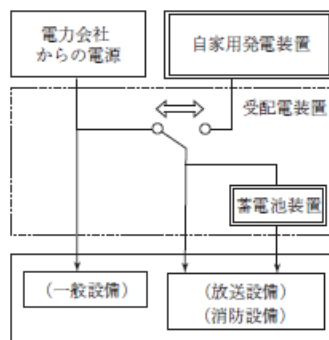 電力会社
からの電源
自家用発電装置
受配電装置
蓄電池装置
（一般設備）
（放送設備）
（消防設備）